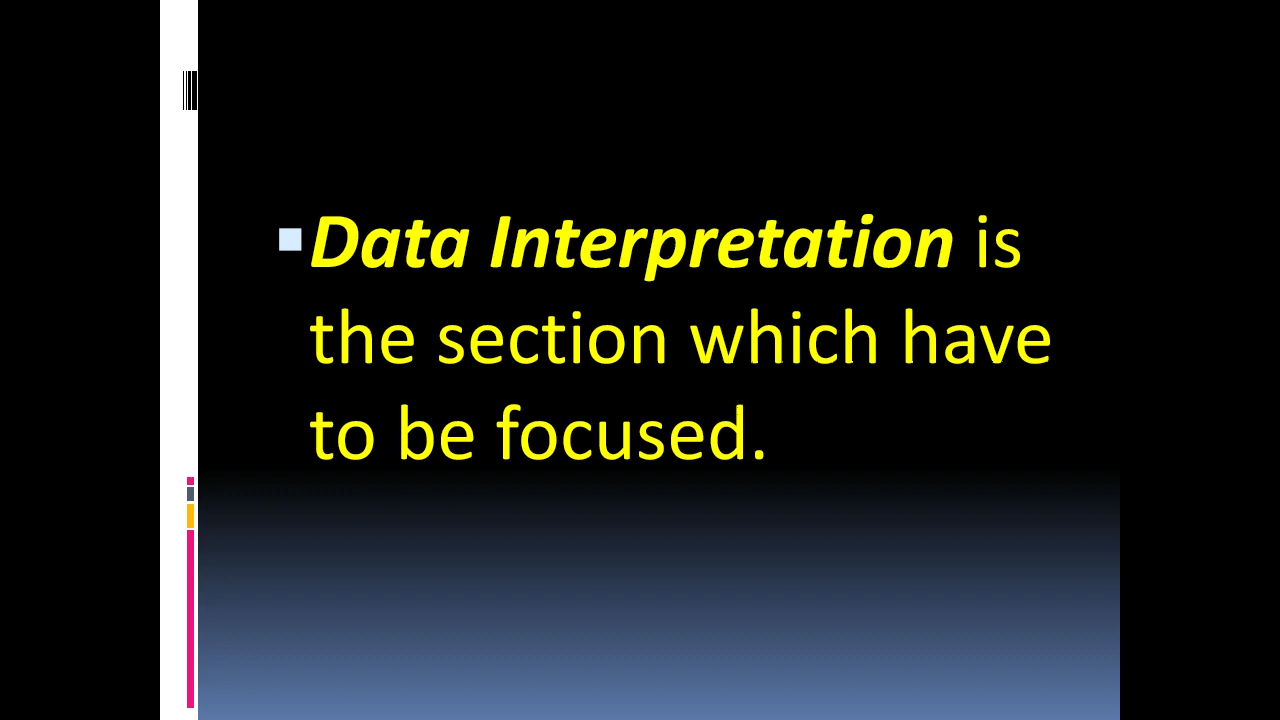 Data Interpretation is
the section which have
to be focused.